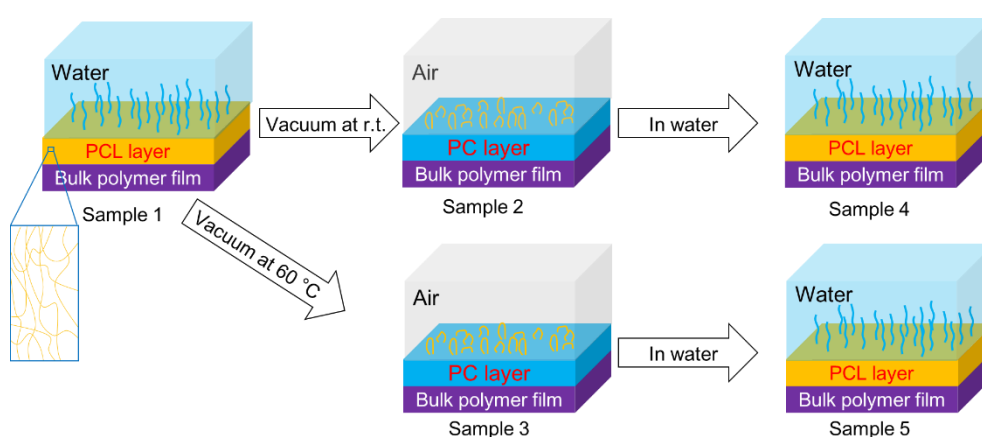 Water
PCL layer
Bulk polymer film
Sample 1
Vacuum at r.t.
Air
PC layer
Bulk polymer film
Sample 2
In water
Water
PCL layer
Bulk polymer film
Sample 4
Vacuum at 60 °C
Air
PC layer
Bulk polymer film
Sample 3
In water
Water
PCL layer
Bulk polymer film
Sample 5